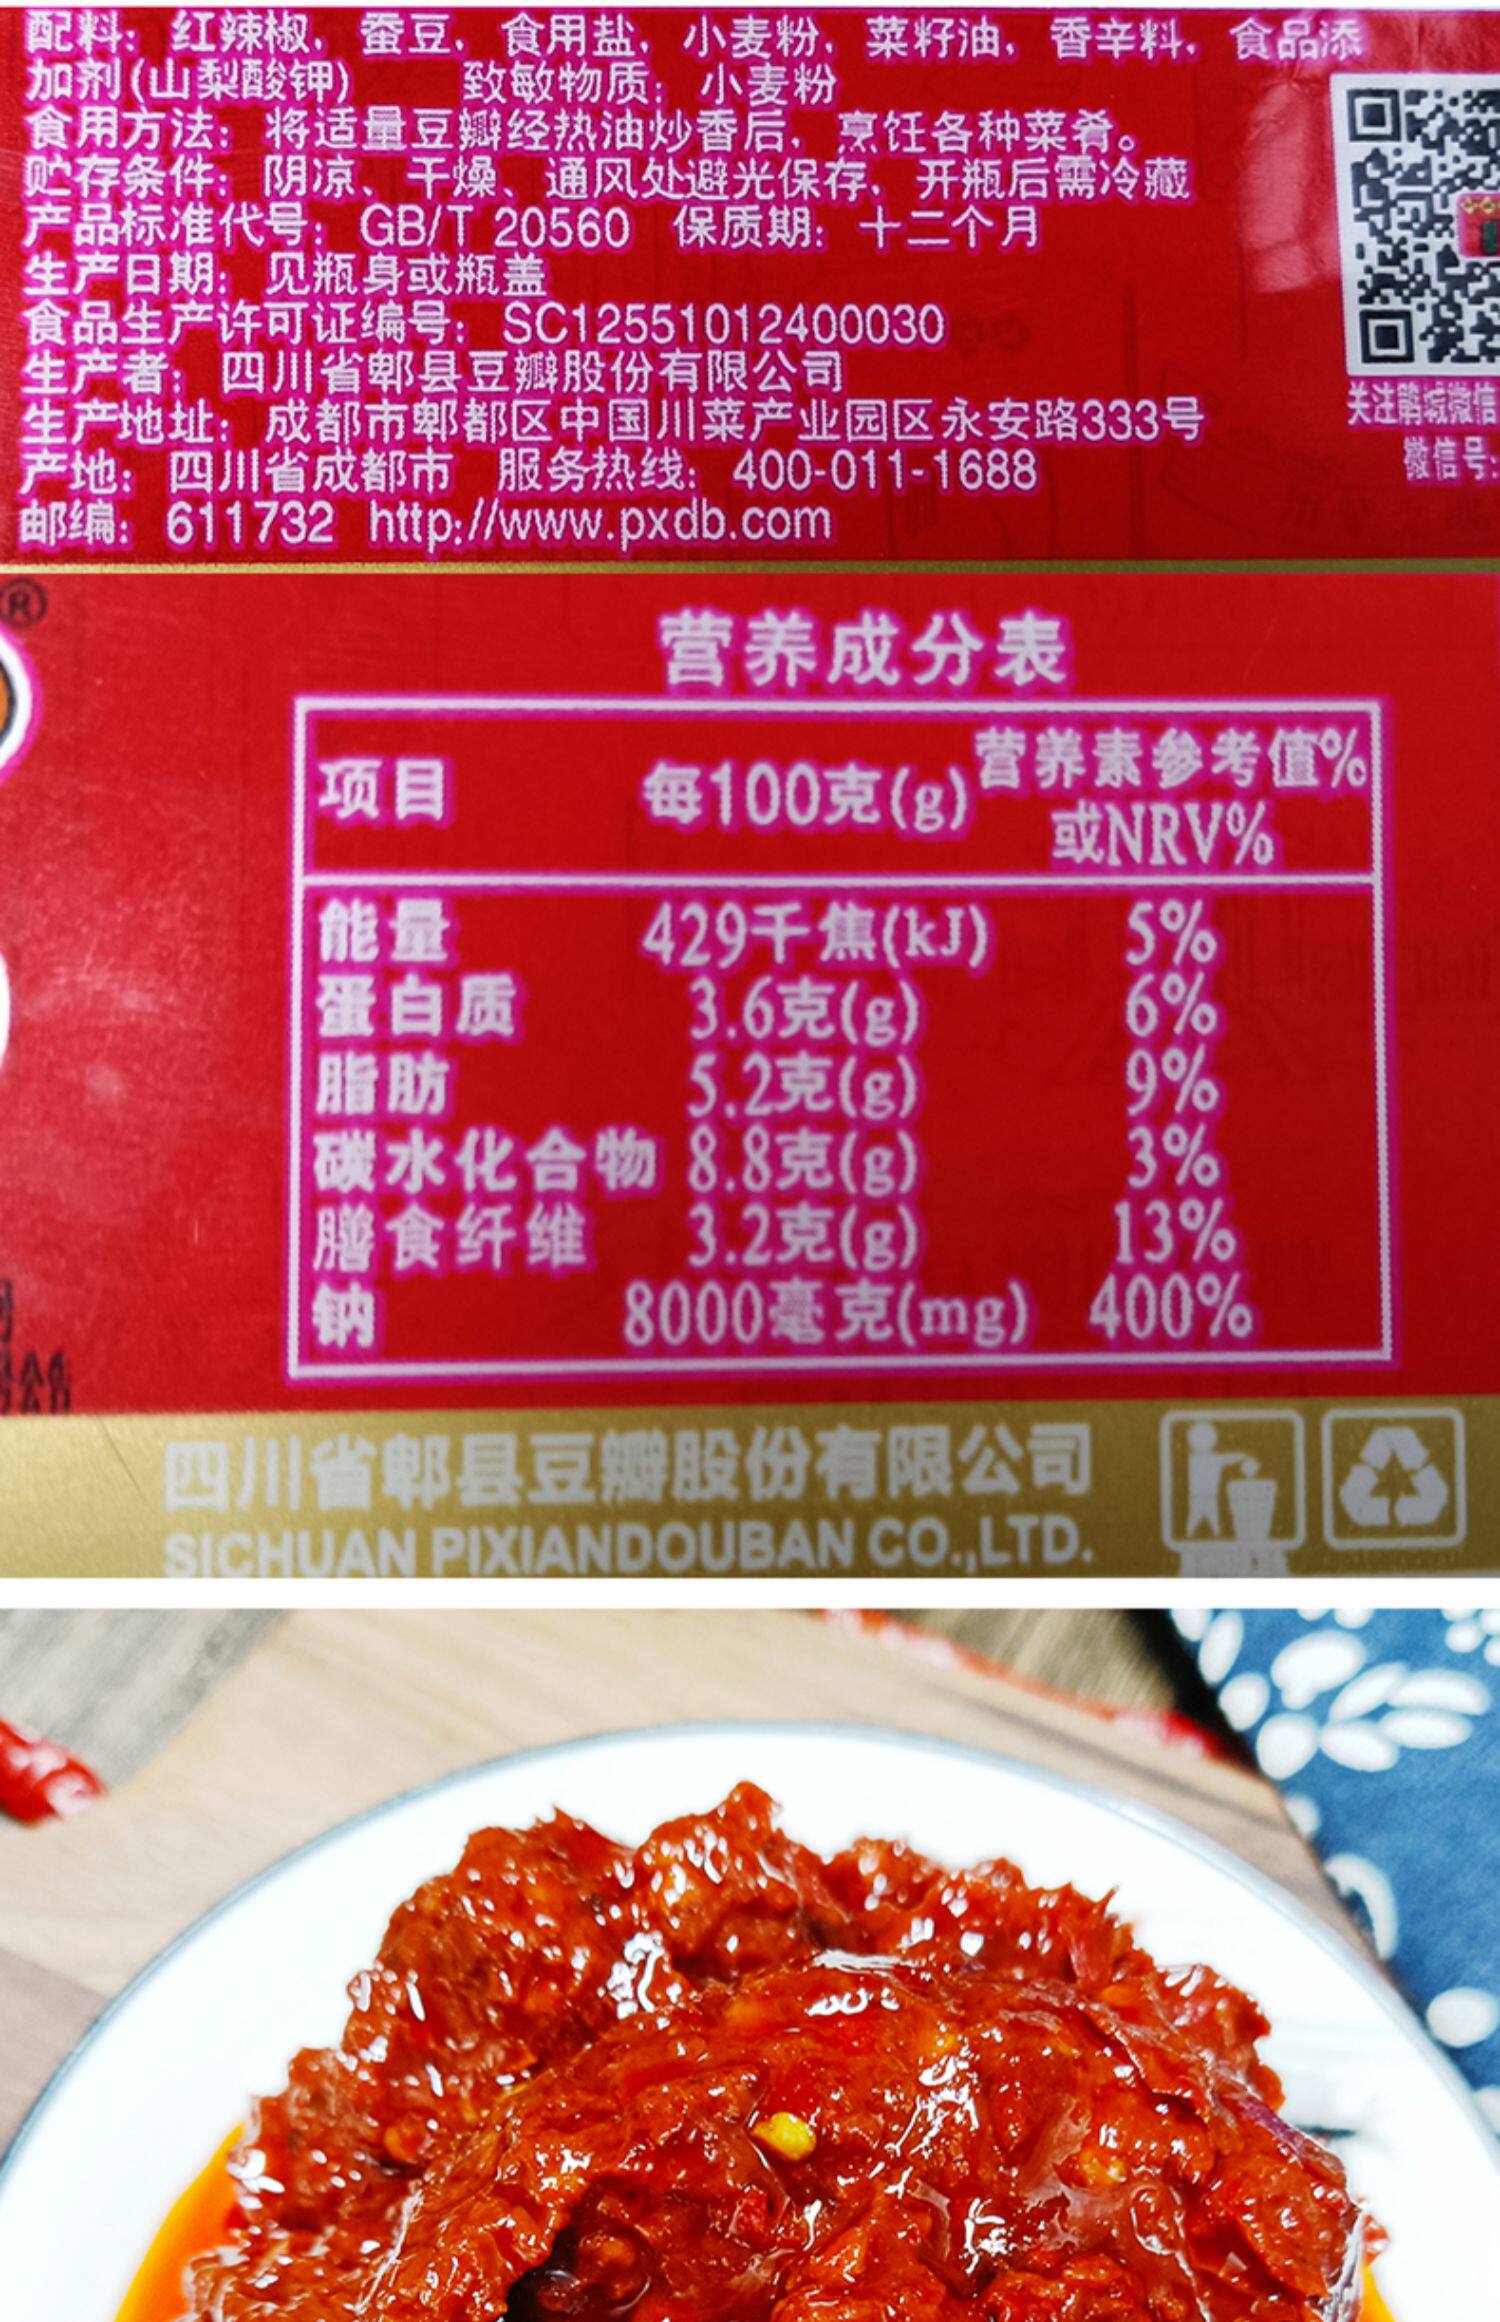 配料：红辣椒，蚕豆，食用盐，小麦粉，菜籽油，香辛料，食品添
加剂(山梨酸钾)  致敏物质：小麦粉
食用方法：将适量豆瓣经热油炒香后，烹饪各种菜肴。
贮存条件：阴凉、干燥、通风处避光保存，开瓶后需冷藏
产品标准代号：GB/T 20560 保质期：十二个月
生产日期：见瓶身或瓶盖
食品生产许可证编号：SC12551012400030
生产者：四川省郫县豆瓣股份有限公司
生产地址：成都市郫都区中国川菜产业园区永安路333号
产地：四川省成都市 服务热线：400-011-1688
邮编：611732 http://www.pxdb.com
关注鹃城微信
微信号:
®
营养成分表
项目 每100克(g) 营养素参考值%
或NRV%
能量 429千焦(kJ) 5%
蛋白质 3.6克(g) 6%
脂肪 5.2克(g) 9%
碳水化合物 8.8克(g) 3%
膳食纤维 3.2克(g) 13%
钠 8000毫克(mg) 400%
四川省郫县豆瓣股份有限公司
SICHUAN PIXIANDOUBAN CO.,LTD.